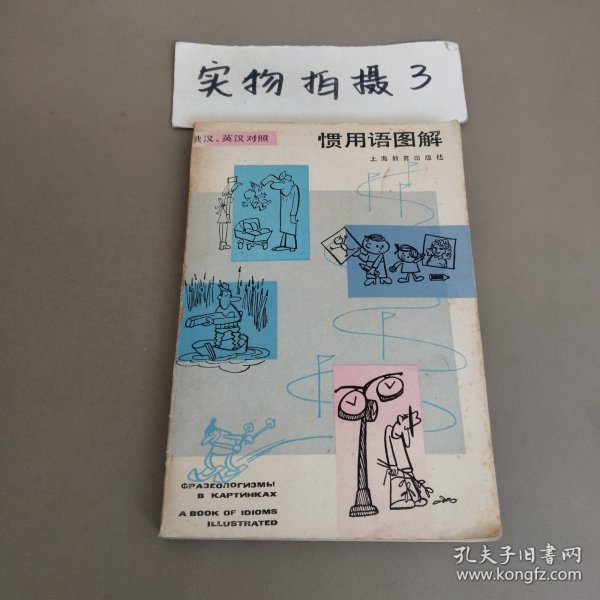 实物拍摄3
俄汉、英汉对照
惯用语图解
上海教育出版社
ФРАЗЕОЛОГИЗМЫ
В КАРТИНКАХ
A BOOK OF IDIOMS
ILLUSTRATED
孔夫子旧书网
www.kongfz.com